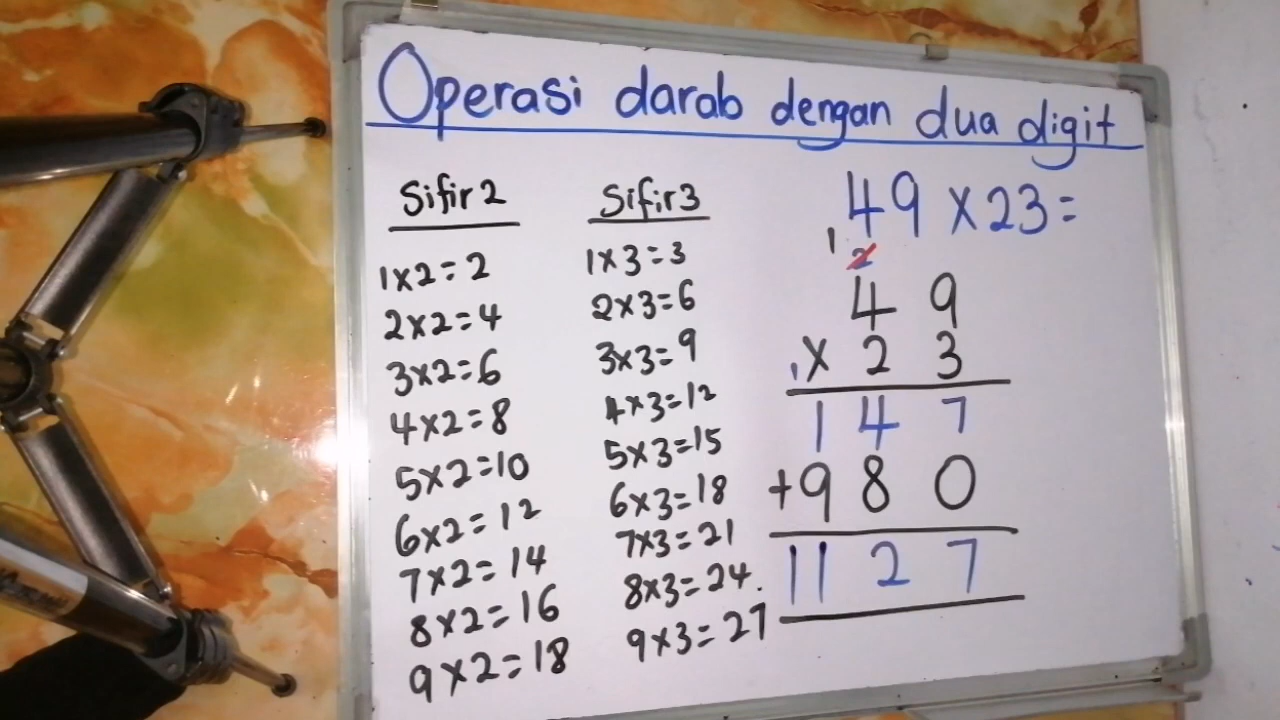 Operasi darab dengan dua digit
Sifir 2
1x2=2
2x2=4
3x2=6
4x2=8
5x2=10
6x2=12
7x2=14
8x2=16
9x2=18
Sifir 3
1x3=3
2x3=6
3x3=9
4x3=12
5x3=15
6x3=18
7x3=21
8x3=24.
9x3=27
49 x 23=
1 2
4 9
1 x 2 3
1 4 7
+ 9 8 0
1 1 2 7